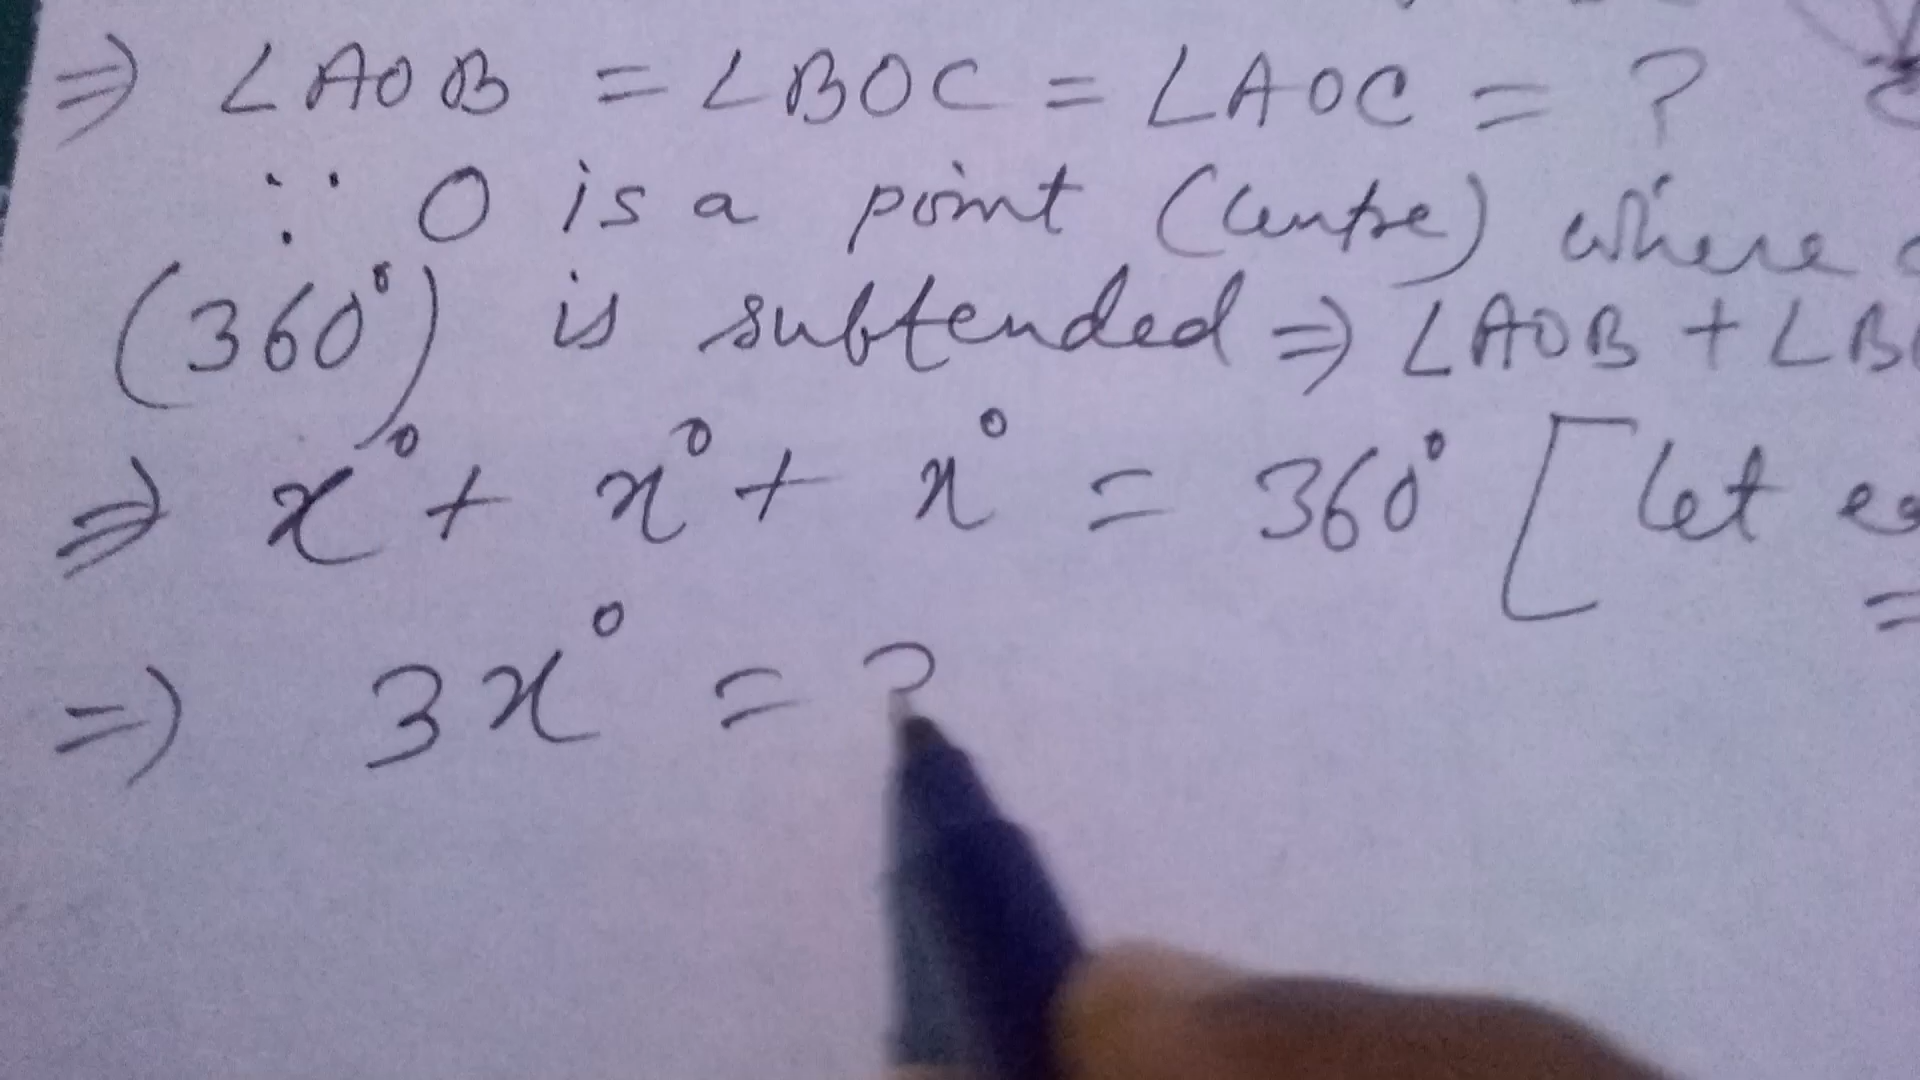 ⇒ ∠AOB = ∠BOC = ∠AOC = ?
∵ O is a point (centre) where
(360°) is subtended ⇒ ∠AOB + ∠B
⇒ x° + x° + x° = 360° [let
⇒ 3x° = ?